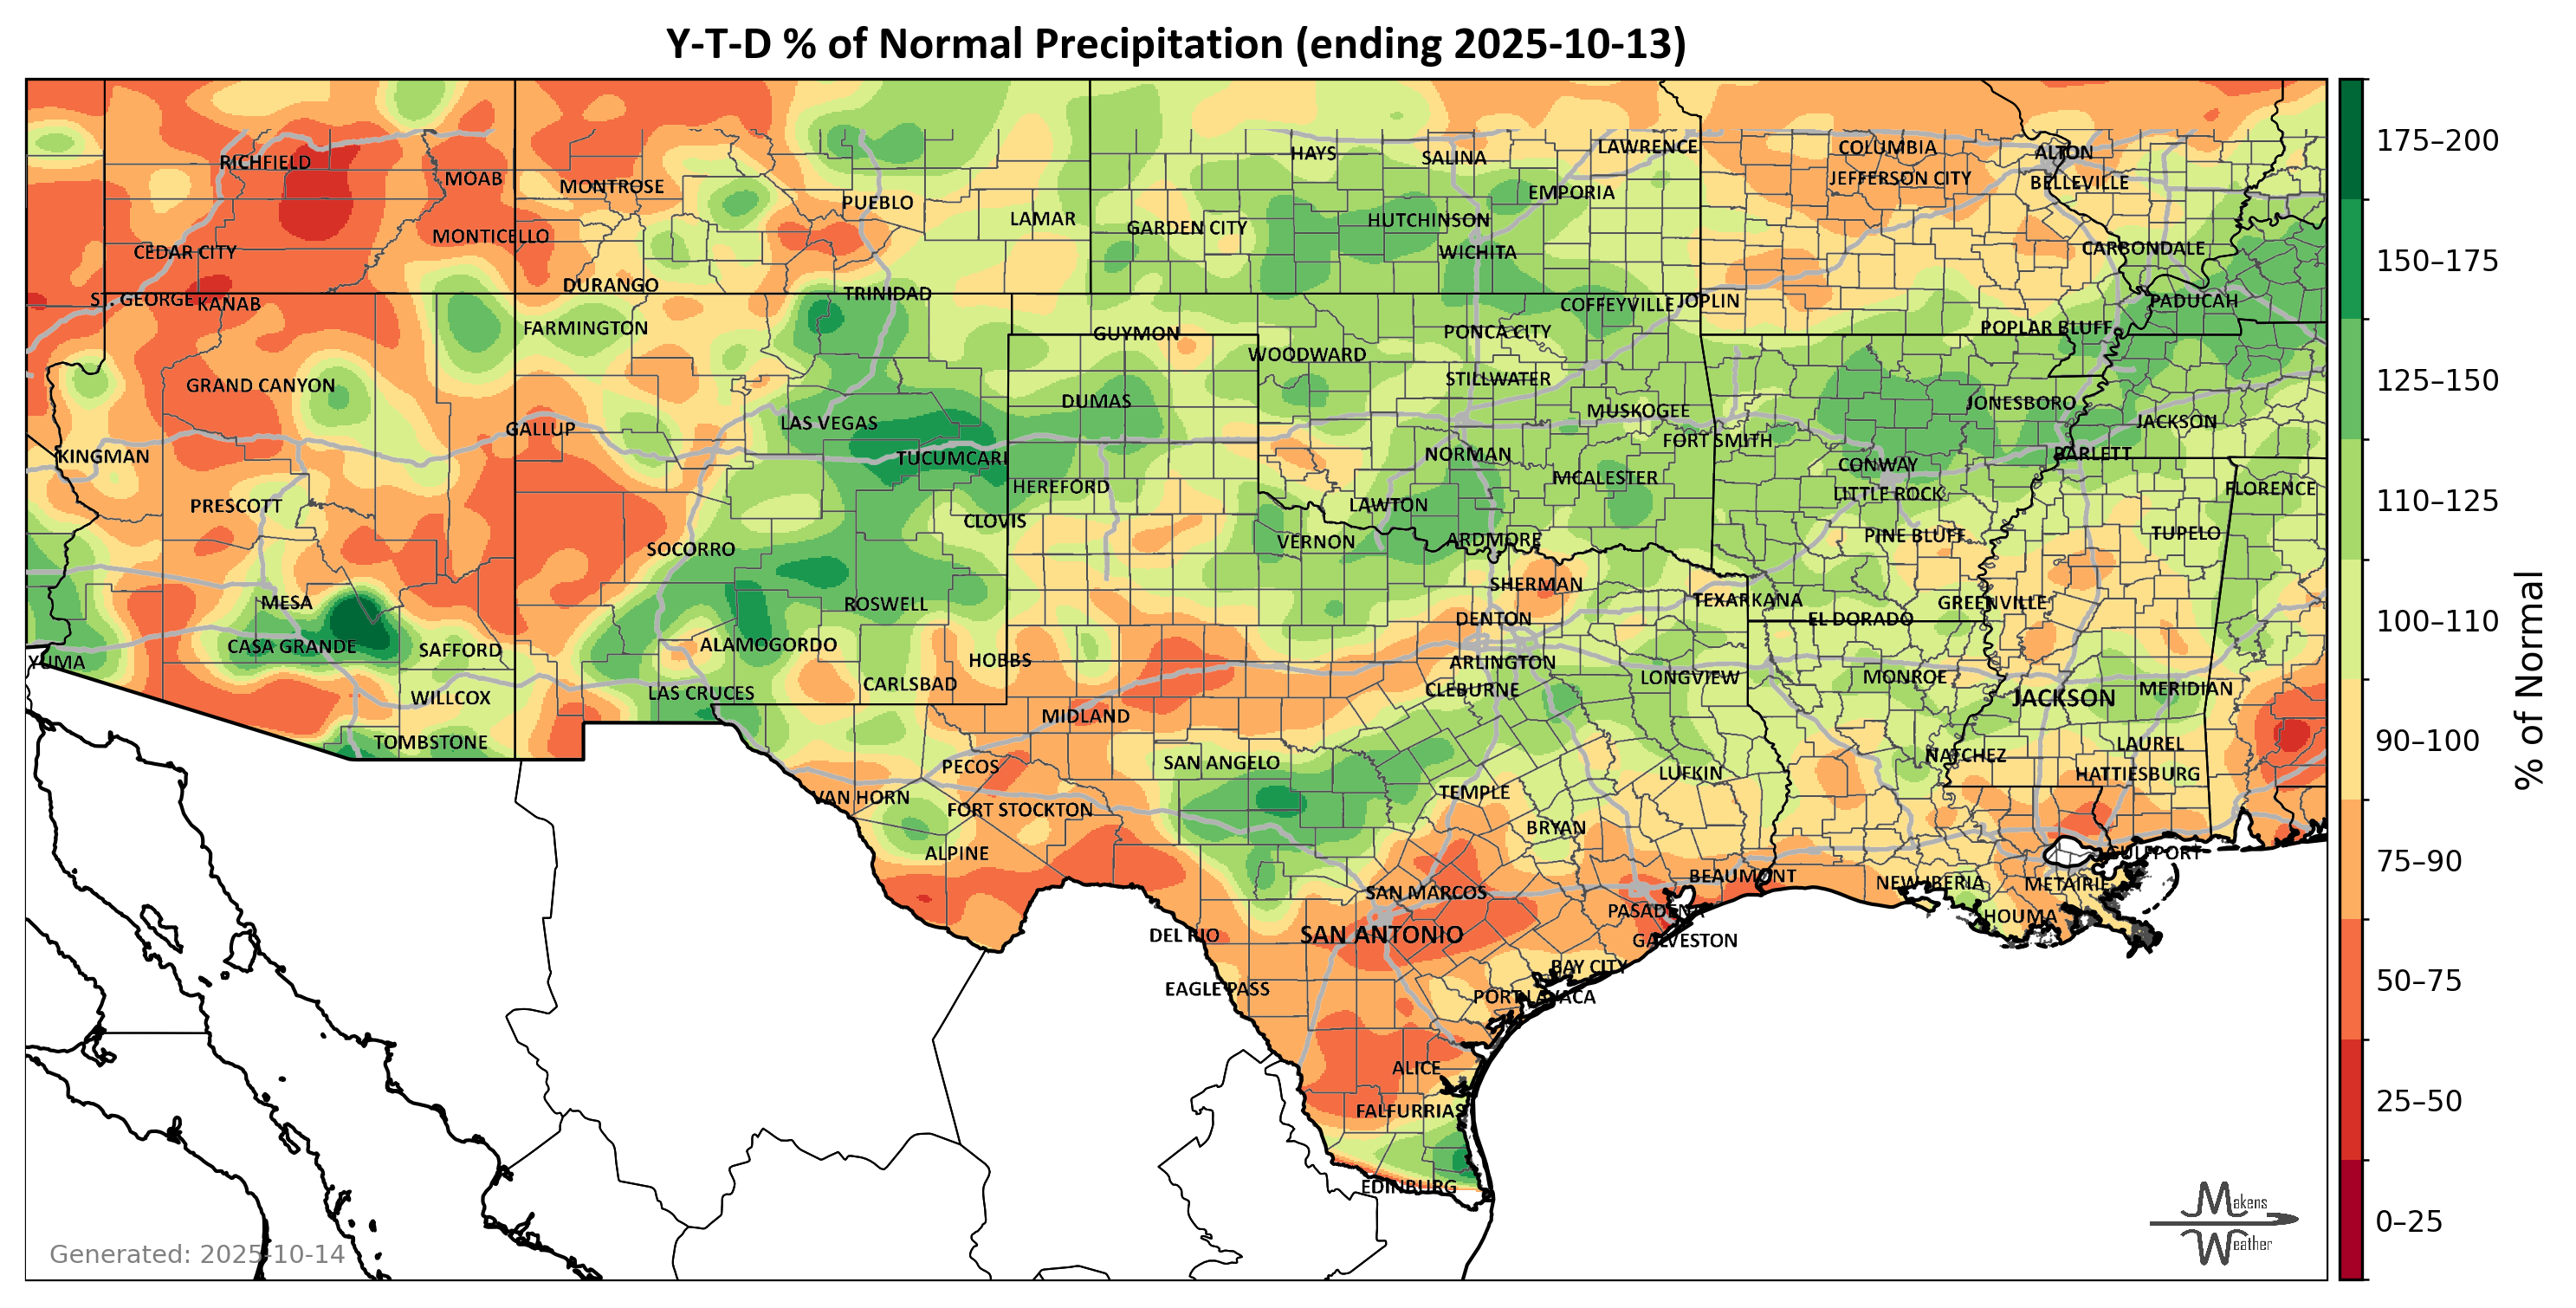 Y-T-D % of Normal Precipitation (ending 2025-10-13)
HAYS
SALINA
LAWRENCE
COLUMBIA
ALTON
RICHFIELD
MOAB
MONTROSE
PUEBLO
EMPORIA
JEFFERSON CITY
BELLEVILLE
LAMAR
GARDEN CITY
HUTCHINSON
MONTICELLO
CEDAR CITY
WICHITA
CARBONDALE
DURANGO
TRINIDAD
ST. GEORGE
KANAB
COFFEYVILLE
JOPLIN
PADUCAH
FARMINGTON
GUYMON
PONCA CITY
POPLAR BLUFF
WOODWARD
GRAND CANYON
STILLWATER
DUMAS
MUSKOGEE
JONESBORO
GALLUP
LAS VEGAS
JACKSON
FORT SMITH
KINGMAN
TUCUMCARI
NORMAN
CONWAY
BARLETT
HEREFORD
MCALESTER
LITTLE ROCK
FLORENCE
PRESCOTT
LAWTON
CLOVIS
VERNON
ARDMORE
PINE BLUFF
TUPELO
SOCORRO
SHERMAN
MESA
ROSWELL
TEXARKANA
GREENVILLE
DENTON
EL DORADO
CASA GRANDE
SAFFORD
ALAMOGORDO
HOBBS
ARLINGTON
YUMA
WILLCOX
LAS CRUCES
CARLSBAD
CLEBURNE
LONGVIEW
MONROE
JACKSON
MERIDIAN
MIDLAND
TOMBSTONE
PECOS
SAN ANGELO
LUFKIN
NATCHEZ
LAUREL
HATTIESBURG
VAN HORN
FORT STOCKTON
TEMPLE
BRYAN
ALPINE
GULFPORT
SAN MARCOS
BEAUMONT
NEW IBERIA
METAIRIE
PASADENA
HOUMA
DEL RIO
SAN ANTONIO
GALVESTON
BAY CITY
EAGLE PASS
PORT LAVACA
ALICE
FALFURRIAS
EDINBURG
175–200
150–175
125–150
110–125
100–110
90–100
75–90
50–75
25–50
0–25
% of Normal
Makens
Weather
Generated: 2025-10-14